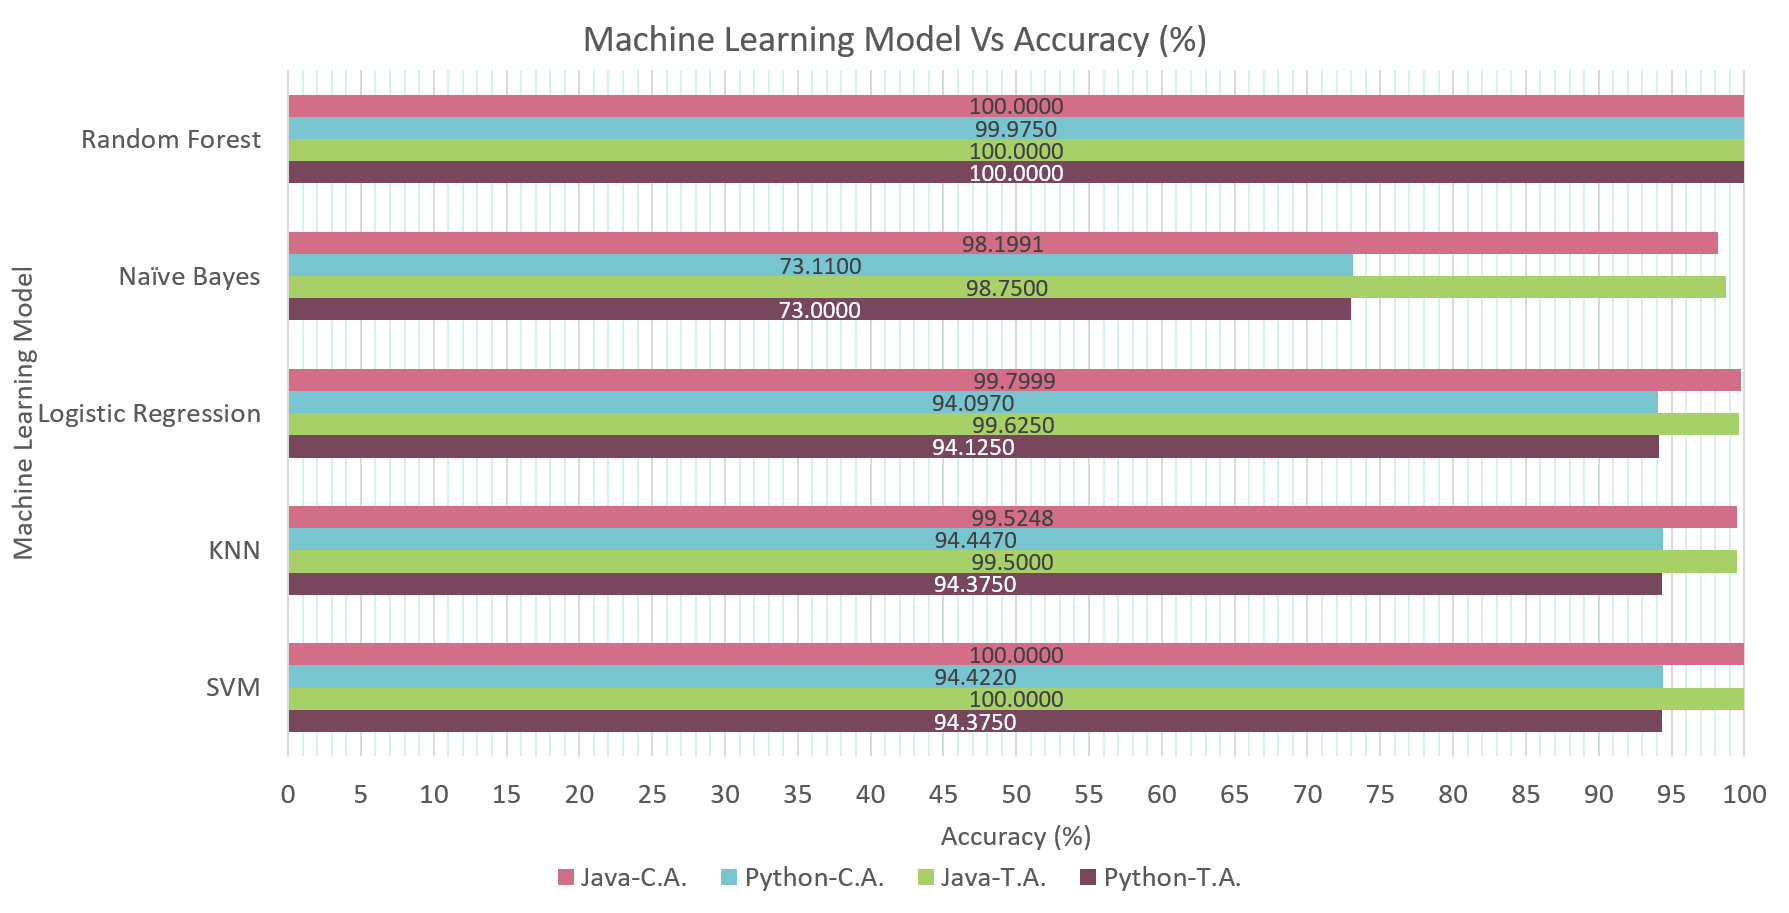 Machine Learning Model Vs Accuracy (%)
Machine Learning Model
Random Forest
100.0000
99.9750
100.0000
100.0000
Naïve Bayes
98.1991
73.1100
98.7500
73.0000
Logistic Regression
99.7999
94.0970
99.6250
94.1250
KNN
99.5248
94.4470
99.5000
94.3750
SVM
100.0000
94.4220
100.0000
94.3750
0 5 10 15 20 25 30 35 40 45 50 55 60 65 70 75 80 85 90 95 100
Accuracy (%)
Java-C.A. Python-C.A. Java-T.A. Python-T.A.